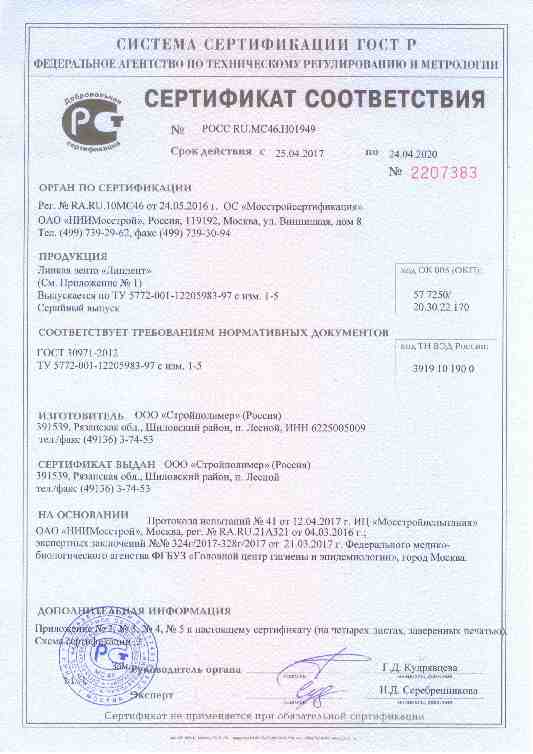 СИСТЕМА СЕРТИФИКАЦИИ ГОСТ Р
ФЕДЕРАЛЬНОЕ АГЕНТСТВО ПО ТЕХНИЧЕСКОМУ РЕГУЛИРОВАНИЮ И МЕТРОЛОГИИ
Добровольная
сертификация
СЕРТИФИКАТ СООТВЕТСТВИЯ
№ РОСС RU.МС46.Н01949
Срок действия с 25.04.2017 по 24.04.2020
№ 2207383
ОРГАН ПО СЕРТИФИКАЦИИ
Рег. № RA.RU.10МС46 от 24.05.2016 г. ОС «Мосстройсертификация»
ОАО «НИИМосстрой», Россия, 119192, Москва, ул. Винницкая, дом 8
Тел. (499) 739-29-62, факс (499) 739-30-94
ПРОДУКЦИЯ
Липкая лента «Липлент»
(См. Приложение № 1)
Выпускается по ТУ 5772-001-12205983-97 с изм. 1-5
Серийный выпуск
код ОК 005 (ОКП):
57 7250/
20.30.22.170
СООТВЕТСТВУЕТ ТРЕБОВАНИЯМ НОРМАТИВНЫХ ДОКУМЕНТОВ
ГОСТ 30971-2012
ТУ 5772-001-12205983-97 с изм. 1-5
код ТН ВЭД России:
3919 10 190 0
ИЗГОТОВИТЕЛЬ ООО «Стройполимер» (Россия)
391539, Рязанская обл., Шиловский район, п. Лесной, ИНН 6225005009
тел./факс (49136) 3-74-53
СЕРТИФИКАТ ВЫДАН ООО «Стройполимер» (Россия)
391539, Рязанская обл., Шиловский район, п. Лесной
тел./факс (49136) 3-74-53
НА ОСНОВАНИИ
Протокола испытаний № 41 от 12.04.2017 г. ИЦ «Мосстройиспытания»
ОАО «НИИМосстрой», Москва, рег. № RA.RU.21АЗ21 от 04.03.2016 г.;
экспертных заключений №№ 324г/2017-328г/2017 от 21.03.2017 г. Федерального медико-
биологического агенства ФГБУЗ «Головной центр гигиены и эпидемиологии», город Москва.
ДОПОЛНИТЕЛЬНАЯ ИНФОРМАЦИЯ
Приложение № 2, № 3, № 4, № 5 к настоящему сертификату (на четырех листах, заверенных печатью).
Схема сертификации
Руководитель органа
Г.Д. Кудрявцева
Эксперт
И.Д. Серебренникова
Сертификат не применяется при обязательной сертификации